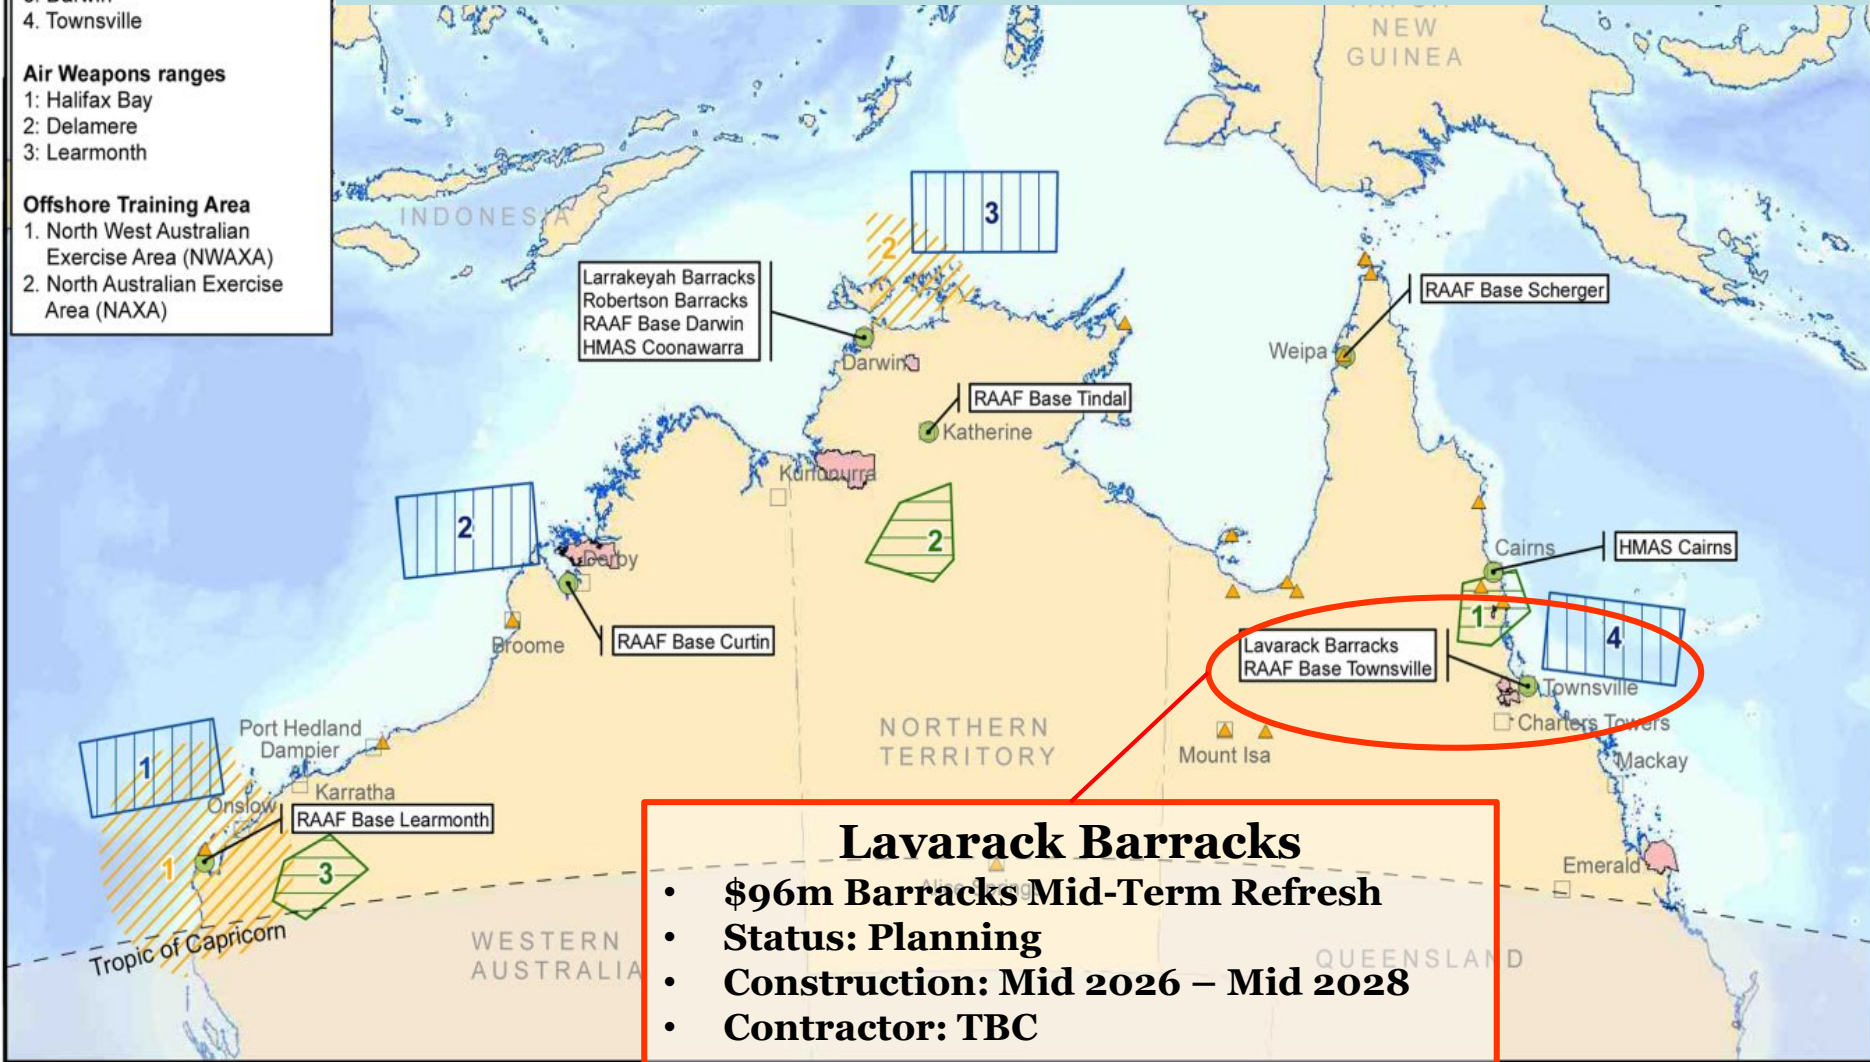 4. Townsville
Air Weapons ranges
1: Halifax Bay
2: Delamere
3: Learmonth
Offshore Training Area
1. North West Australian
Exercise Area (NWAXA)
2. North Australian Exercise
Area (NAXA)
NEW
GUINEA
INDONESIA
3
2
Larrakeyah Barracks
Robertson Barracks
RAAF Base Darwin
HMAS Coonawarra
RAAF Base Scherger
Darwin
Weipa
RAAF Base Tindal
Katherine
Kununurra
2
2
Derby
Cairns
HMAS Cairns
1
4
Broome
RAAF Base Curtin
Lavarack Barracks
RAAF Base Townsville
Townsville
Charters Towers
Port Hedland
Dampier
NORTHERN
TERRITORY
Mount Isa
Mackay
1
Karratha
Onslow
RAAF Base Learmonth
1
3
Emerald
Alice Springs
Tropic of Capricorn
WESTERN
AUSTRALIA
QUEENSLAND
Lavarack Barracks
• $96m Barracks Mid-Term Refresh
• Status: Planning
• Construction: Mid 2026 – Mid 2028
• Contractor: TBC